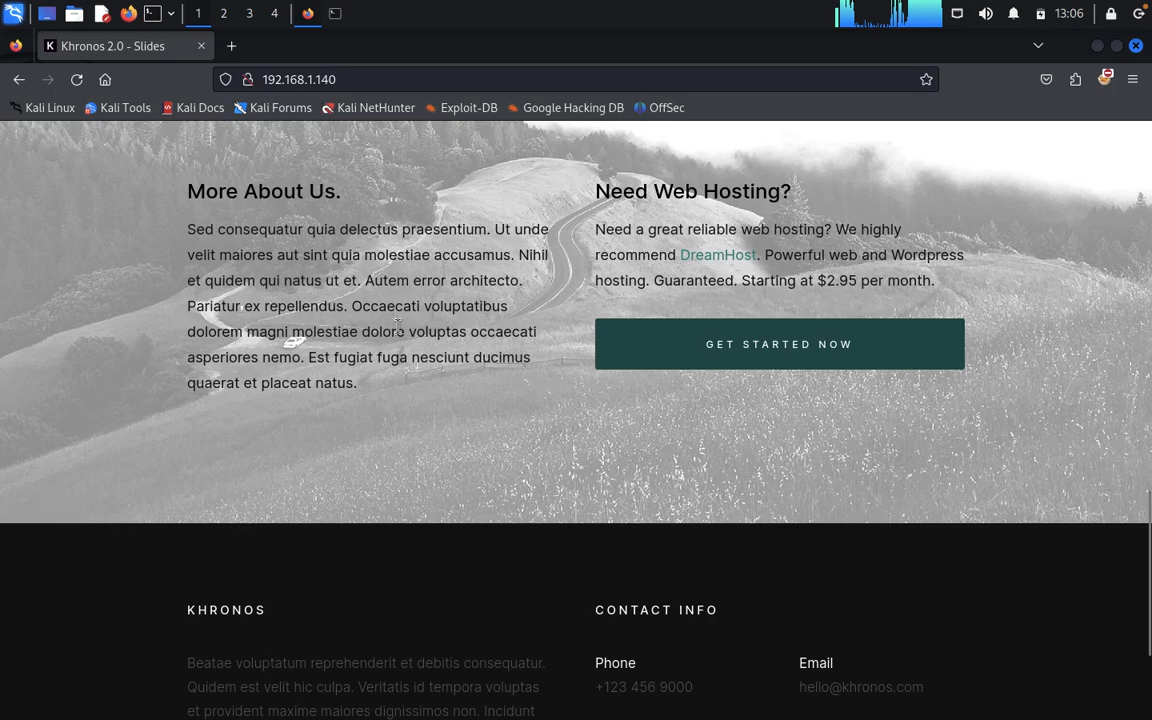 1 2 3 4 13:06
Khronos 2.0 - Slides
192.168.1.140
Kali Linux Kali Tools Kali Docs Kali Forums Kali NetHunter Exploit-DB Google Hacking DB OffSec
More About Us.
Sed consequatur quia delectus praesentium. Ut unde
velit maiores aut sint quia molestiae accusamus. Nihil
et quidem qui natus ut et. Autem error architecto.
Pariatur ex repellendus. Occaecati voluptatibus
dolorem magni molestiae dolore voluptas occaecati
asperiores nemo. Est fugiat fuga nesciunt ducimus
quaerat et placeat natus.
Need Web Hosting?
Need a great reliable web hosting? We highly
recommend DreamHost. Powerful web and Wordpress
hosting. Guaranteed. Starting at $2.95 per month.
GET STARTED NOW
KHRONOS
Beatae voluptatum reprehenderit et debitis consequatur.
Quidem est velit hic culpa. Veritatis id tempora voluptas
et provident maxime maiores dignissimos non. Incidunt
CONTACT INFO
Phone
+123 456 9000
Email
hello@khronos.com